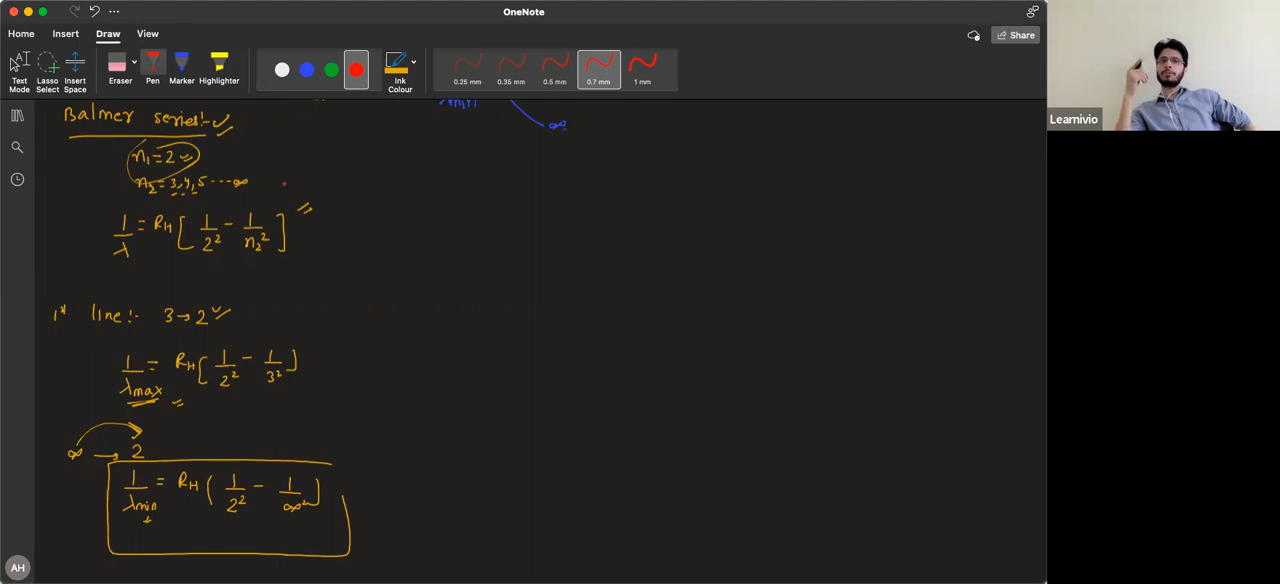 OneNote
Home Insert Draw View
Share
Text Mode
Lasso Select
Insert Space
Eraser
Pen
Marker
Highlighter
Ink Colour
0.25 mm
0.35 mm
0.5 mm
0.7 mm
1 mm
Learnivio
∞
Balmer series:-
n₁=2
n₂=3,4,5---∞
1/λ = R_H [1/2² - 1/n₂²]
1st line:- 3→2
1/λmax = R_H [1/2² - 1/3²]
∞ → 2
1/λmin = R_H (1/2² - 1/∞²)
AH